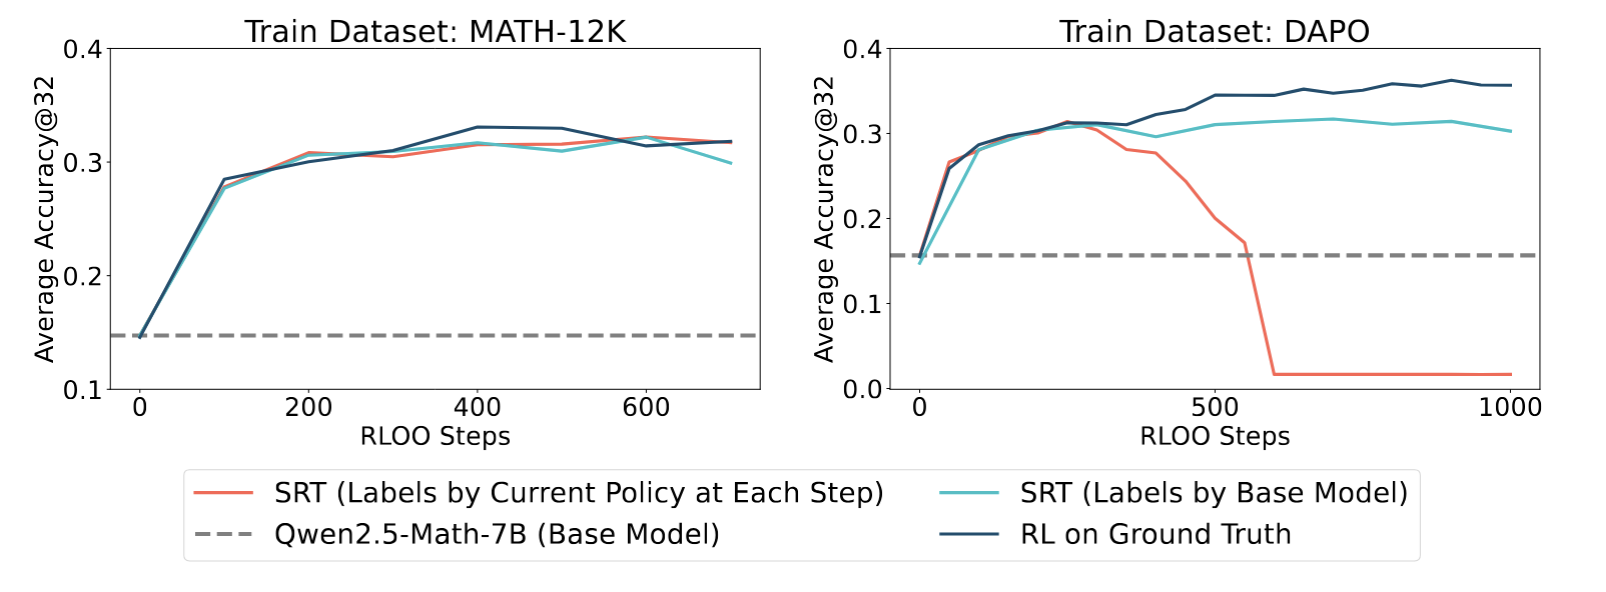 Train Dataset: MATH-12K
Average Accuracy@32
0.4
0.3
0.2
0.1
0 200 400 600
RLOO Steps
Train Dataset: DAPO
Average Accuracy@32
0.4
0.3
0.2
0.1
0.0
0 500 1000
RLOO Steps
SRT (Labels by Current Policy at Each Step)
SRT (Labels by Base Model)
Qwen2.5-Math-7B (Base Model)
RL on Ground Truth